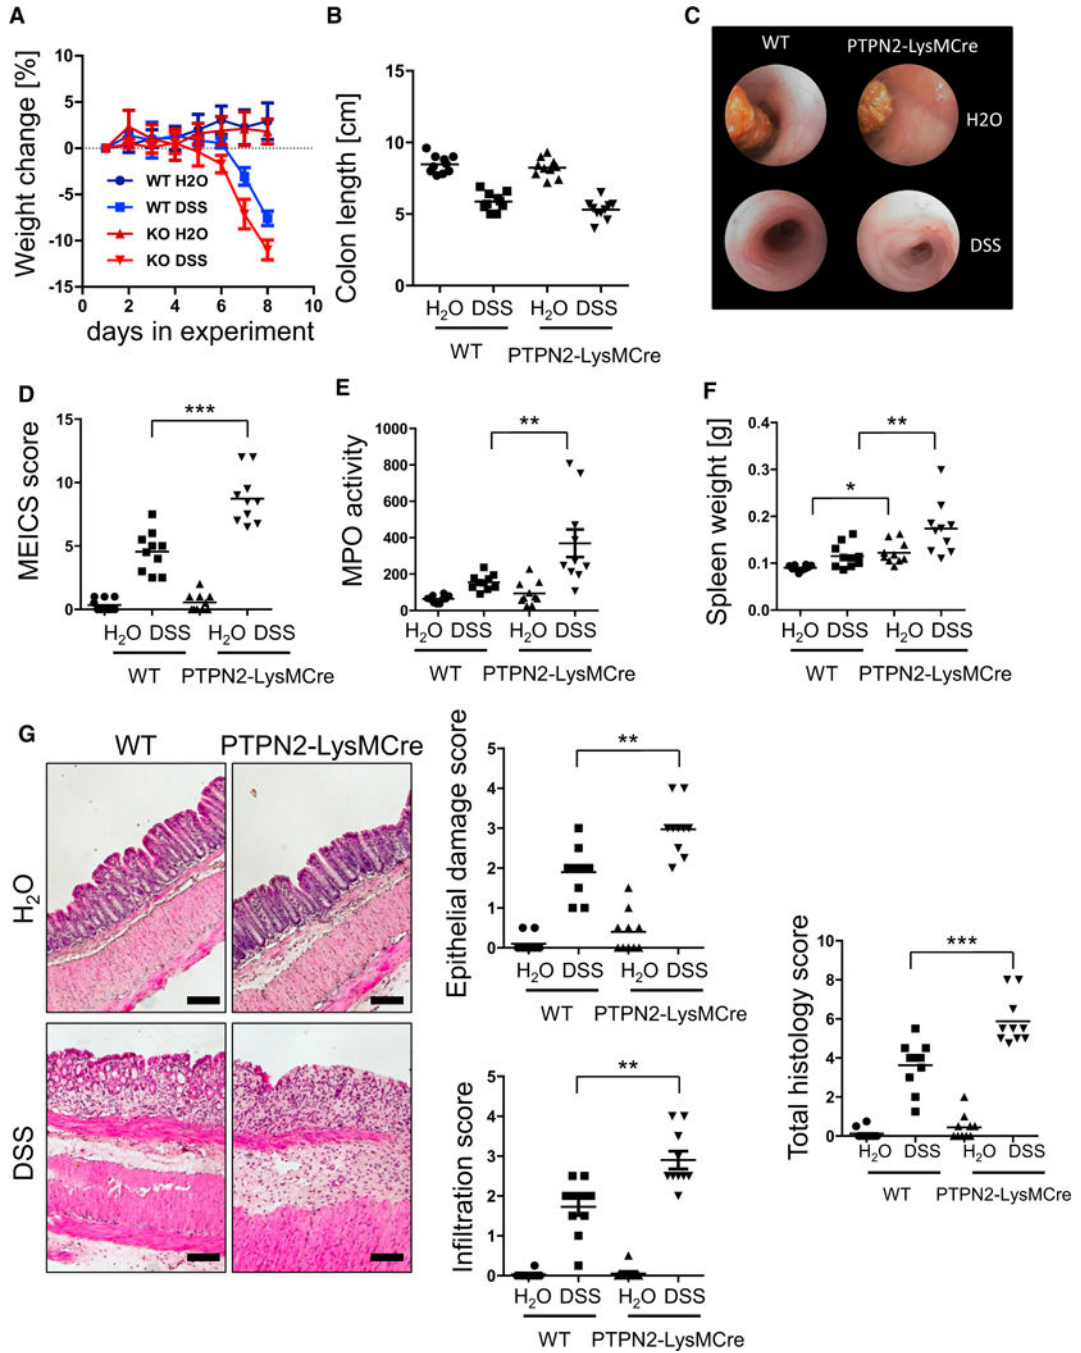 A
Weight change [%]
10
5
0
-5
-10
-15
WT H2O
WT DSS
KO H2O
KO DSS
0 2 4 6 8 10
days in experiment
B
Colon length [cm]
15
10
5
0
H2O DSS H2O DSS
WT PTPN2-LysMCre
C
WT PTPN2-LysMCre
H2O
DSS
D
MEICS score
15
10
5
0
***
H2O DSS H2O DSS
WT PTPN2-LysMCre
E
MPO activity
1000
800
600
400
200
0
**
H2O DSS H2O DSS
WT PTPN2-LysMCre
F
Spleen weight [g]
0.4
0.3
0.2
0.1
0.0
*
**
H2O DSS H2O DSS
WT PTPN2-LysMCre
G
WT PTPN2-LysMCre
H2O
DSS
Epithelial damage score
5
4
3
2
1
0
**
H2O DSS H2O DSS
WT PTPN2-LysMCre
Infiltration score
5
4
3
2
1
0
**
H2O DSS H2O DSS
WT PTPN2-LysMCre
Total histology score
10
8
6
4
2
0
***
H2O DSS H2O DSS
WT PTPN2-LysMCre